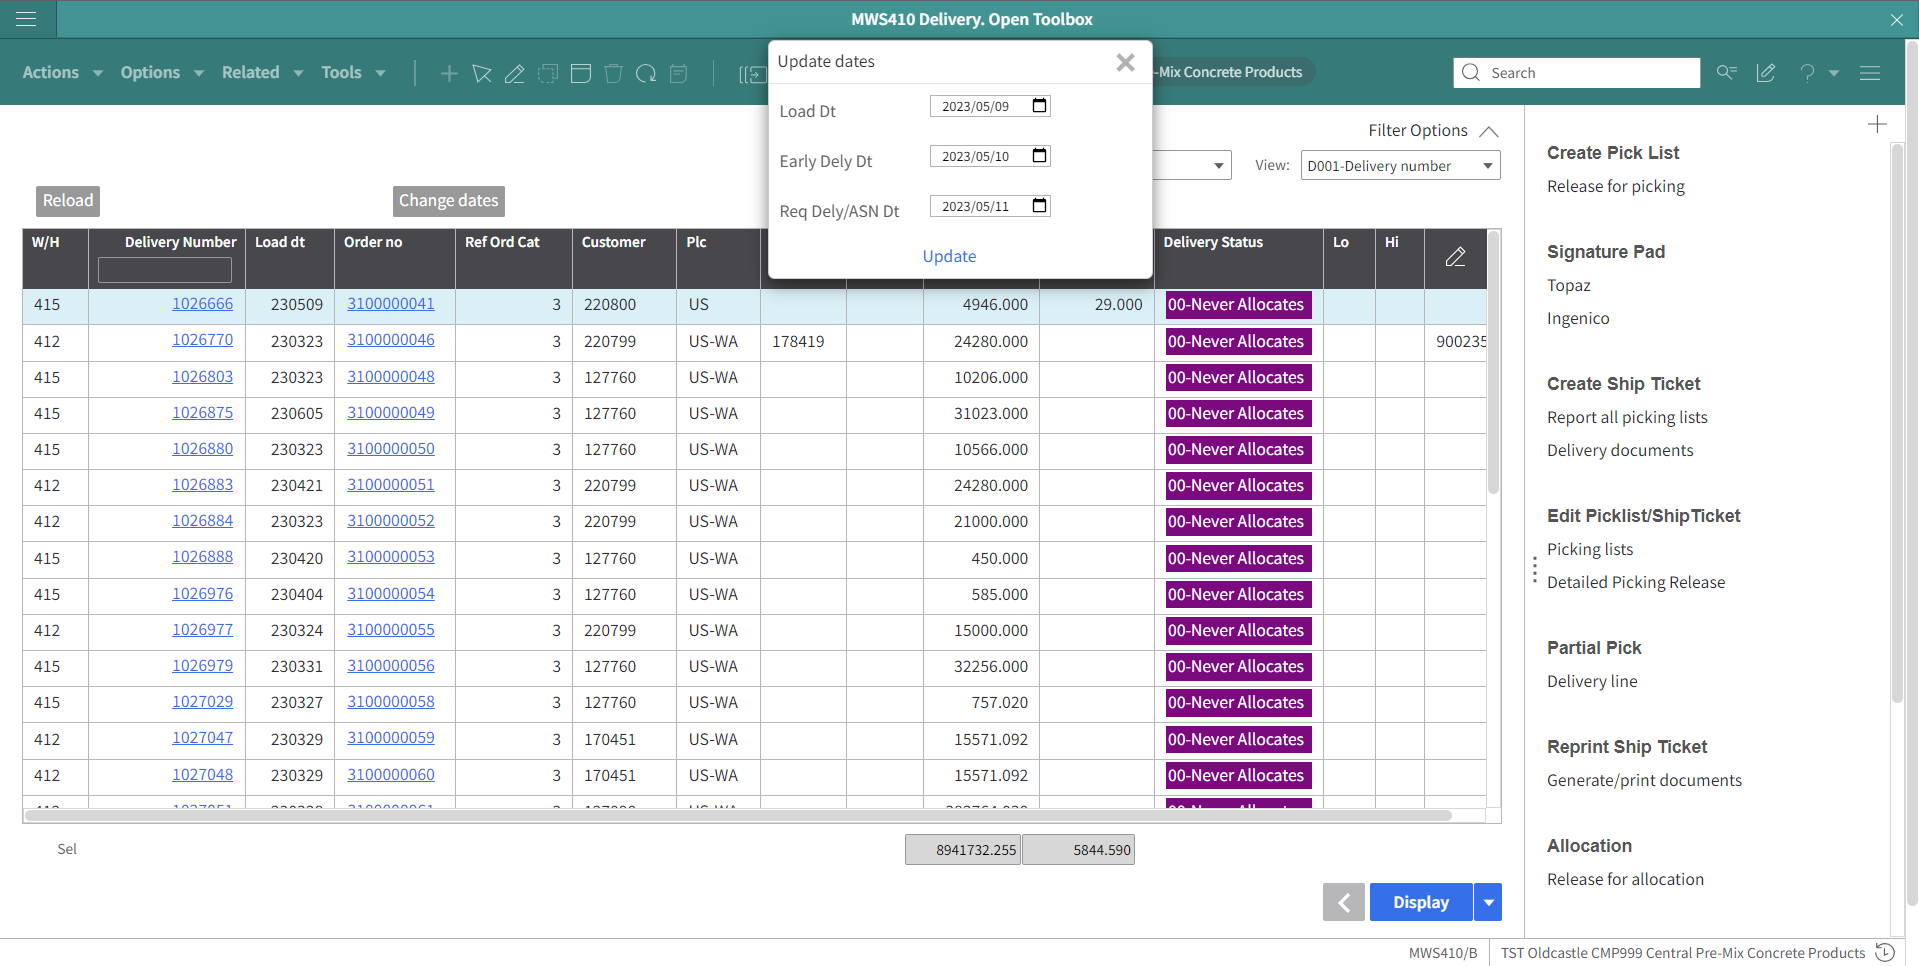 MWS410 Delivery. Open Toolbox
Actions Options Related Tools
-Mix Concrete Products
Search
Update dates
Load Dt 2023/05/09
Early Dely Dt 2023/05/10
Req Dely/ASN Dt 2023/05/11
Update
Filter Options
View: D001-Delivery number
Reload Change dates
W/H Delivery Number Load dt Order no Ref Ord Cat Customer Plc Delivery Status Lo Hi
415 1026666 230509 3100000041 3 220800 US 4946.000 29.000 00-Never Allocates
412 1026770 230323 3100000046 3 220799 US-WA 178419 24280.000 00-Never Allocates 900235
415 1026803 230323 3100000048 3 127760 US-WA 10206.000 00-Never Allocates
415 1026875 230605 3100000049 3 127760 US-WA 31023.000 00-Never Allocates
415 1026880 230323 3100000050 3 127760 US-WA 10566.000 00-Never Allocates
412 1026883 230421 3100000051 3 220799 US-WA 24280.000 00-Never Allocates
412 1026884 230323 3100000052 3 220799 US-WA 21000.000 00-Never Allocates
415 1026888 230420 3100000053 3 127760 US-WA 450.000 00-Never Allocates
415 1026976 230404 3100000054 3 127760 US-WA 585.000 00-Never Allocates
412 1026977 230324 3100000055 3 220799 US-WA 15000.000 00-Never Allocates
415 1026979 230331 3100000056 3 127760 US-WA 32256.000 00-Never Allocates
415 1027029 230327 3100000058 3 127760 US-WA 757.020 00-Never Allocates
412 1027047 230329 3100000059 3 170451 US-WA 15571.092 00-Never Allocates
412 1027048 230329 3100000060 3 170451 US-WA 15571.092 00-Never Allocates
Sel 8941732.255 5844.590
Display
Create Pick List
Release for picking
Signature Pad
Topaz
Ingenico
Create Ship Ticket
Report all picking lists
Delivery documents
Edit Picklist/ShipTicket
Picking lists
Detailed Picking Release
Partial Pick
Delivery line
Reprint Ship Ticket
Generate/print documents
Allocation
Release for allocation
MWS410/B TST Oldcastle CMP999 Central Pre-Mix Concrete Products